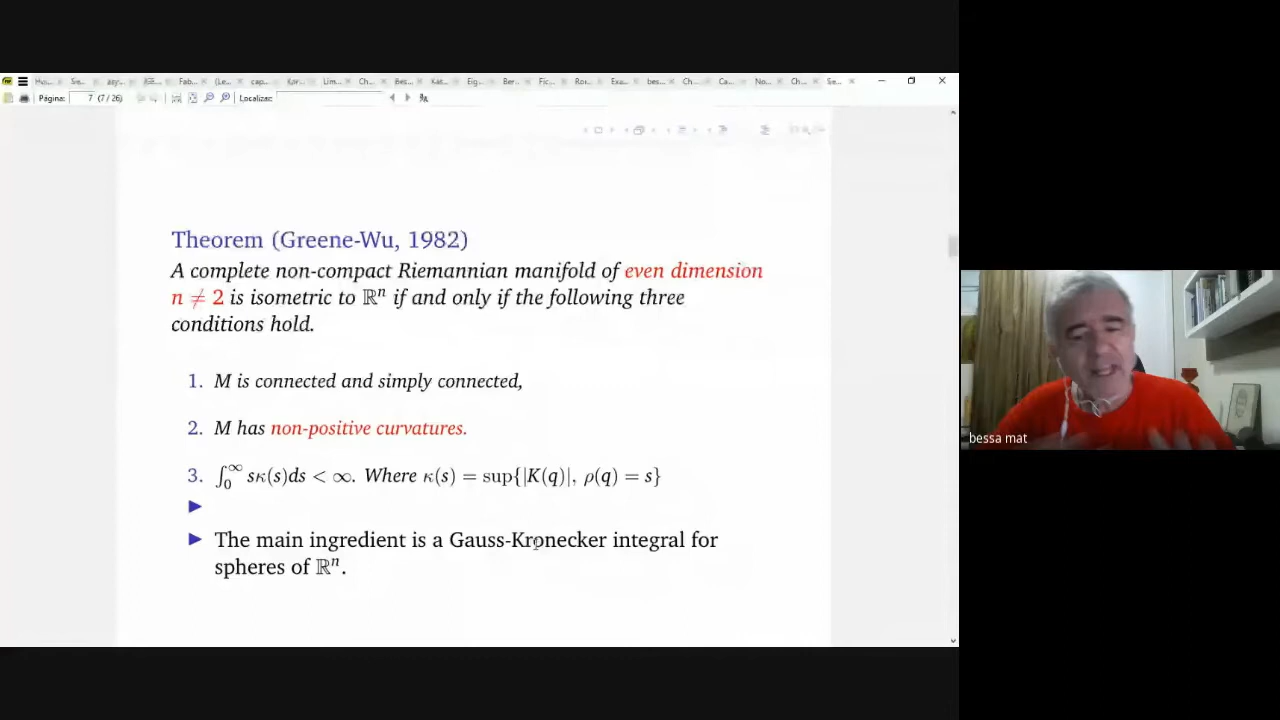 Página: 7 (7 / 26) Localizar:
Theorem (Greene-Wu, 1982)
A complete non-compact Riemannian manifold of even dimension
n ≠ 2 is isometric to ℝⁿ if and only if the following three
conditions hold.
1. M is connected and simply connected,
2. M has non-positive curvatures.
3. ∫₀^∞ sκ(s)ds < ∞. Where κ(s) = sup{|K(q)|, ρ(q) = s}
▶
▶ The main ingredient is a Gauss-Kronecker integral for
spheres of ℝⁿ.
bessa mat